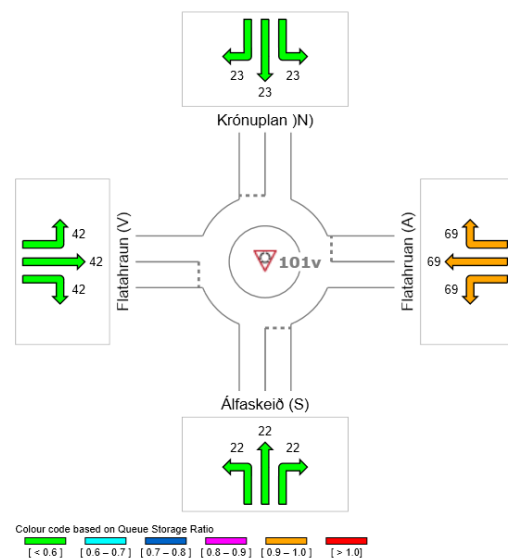 23 23
23
Krónuplan )N)
42
42
42
Flatahraun (V)
101v
69
69
69
Flatahruan (A)
Álfaskeið (S)
22
22 22
Colour code based on Queue Storage Ratio
[ < 0.6 ] [ 0.6 – 0.7 ] [ 0.7 – 0.8 ] [ 0.8 – 0.9 ] [ 0.9 – 1.0 ] [ > 1.0 ]